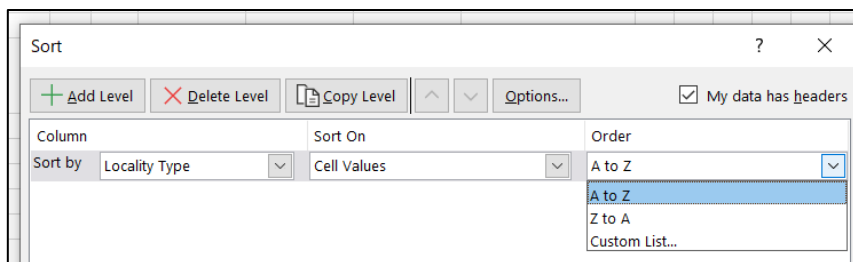 Sort ?
Add Level Delete Level Copy Level Options... My data has headers
Column Sort On Order
Sort by Locality Type Cell Values A to Z
A to Z
Z to A
Custom List...